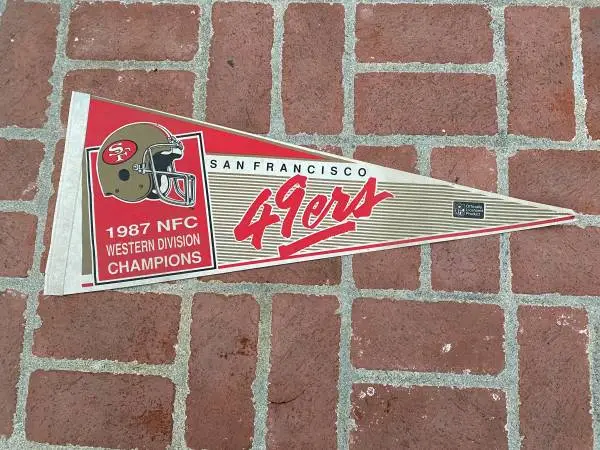 SAN FRANCISCO
49ers
SF
1987 NFC
WESTERN DIVISION
CHAMPIONS